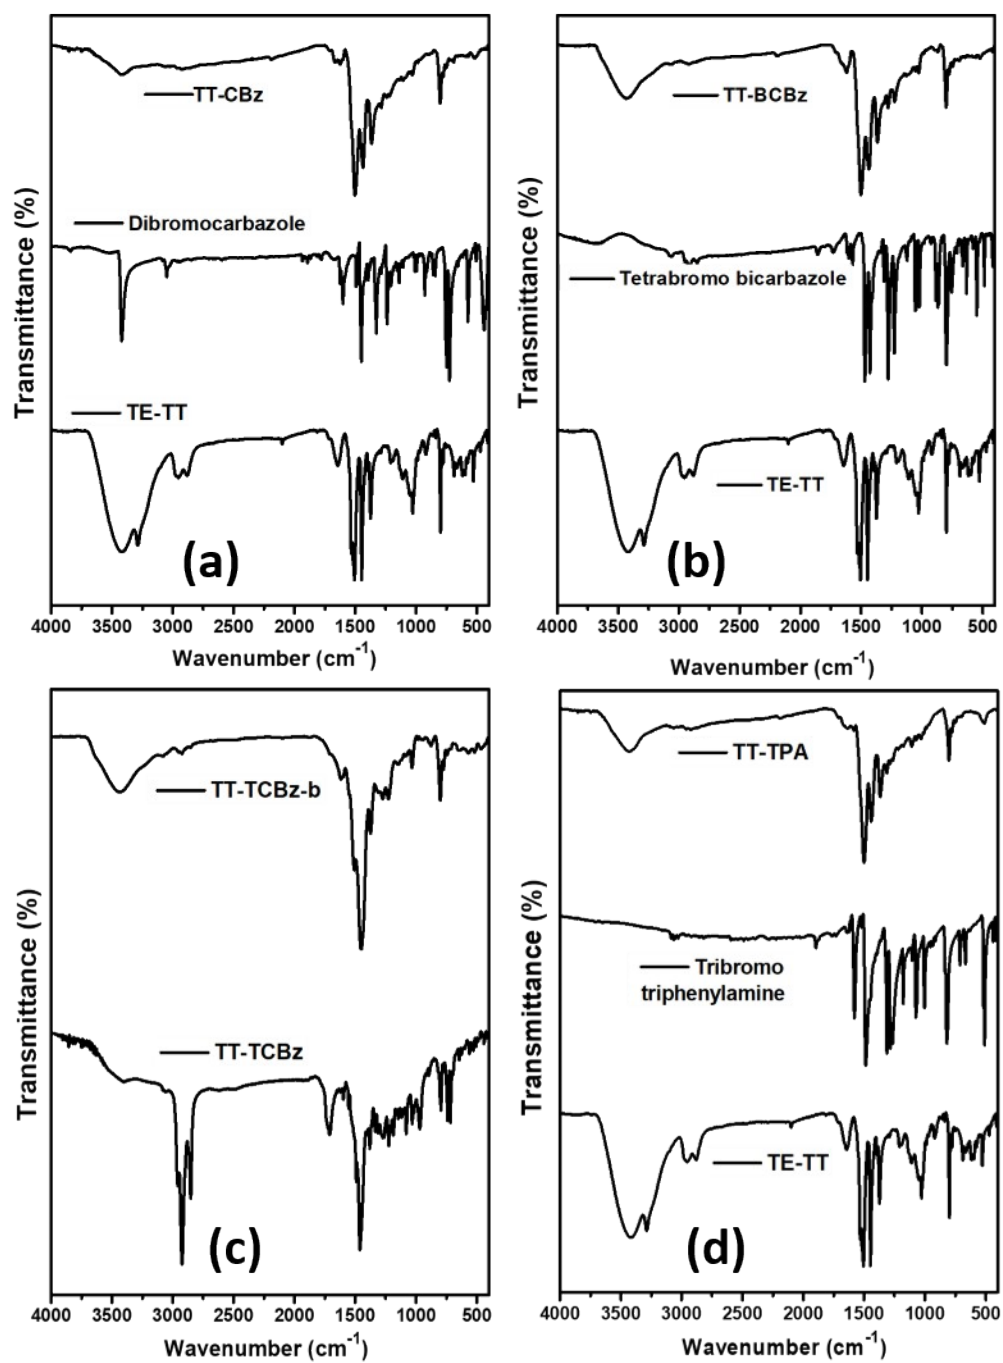 TT-CBz
Dibromocarbazole
TE-TT
(a)
Transmittance (%)
4000 3500 3000 2500 2000 1500 1000 500
Wavenumber (cm-1)
TT-BCBz
Tetrabromo bicarbazole
TE-TT
(b)
Transmittance (%)
4000 3500 3000 2500 2000 1500 1000 500
Wavenumber (cm-1)
TT-TCBz-b
TT-TCBz
(c)
Transmittance (%)
4000 3500 3000 2500 2000 1500 1000 500
Wavenumber (cm-1)
TT-TPA
Tribromo
triphenylamine
TE-TT
(d)
Transmittance (%)
4000 3500 3000 2500 2000 1500 1000 500
Wavenumber (cm-1)